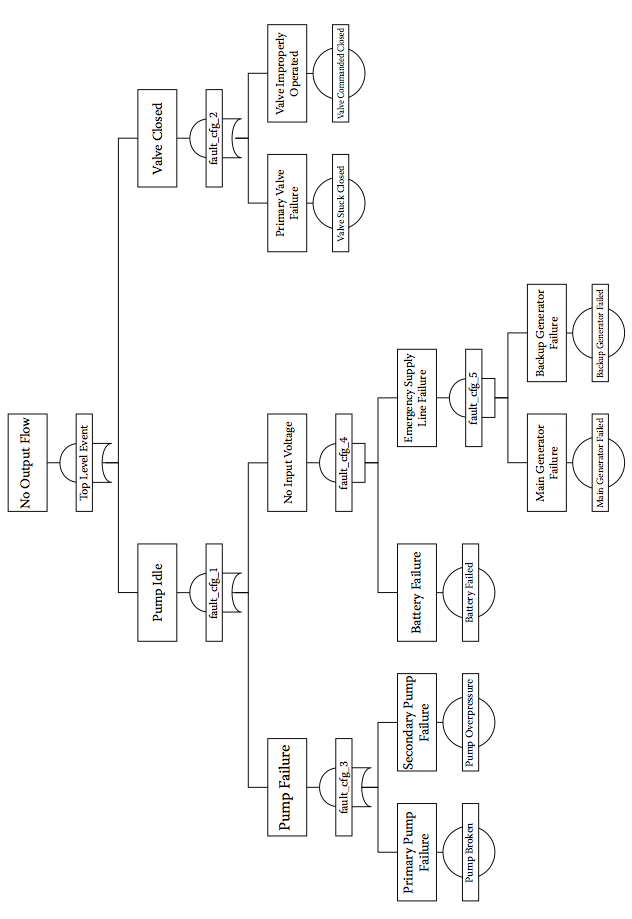 No Output Flow
Top Level Event
Pump Idle
fault_cfg_1
Valve Closed
fault_cfg_2
Pump Failure
fault_cfg_3
No Input Voltage
fault_cfg_4
Primary Valve
Failure
Valve Stuck Closed
Valve Improperly
Operated
Valve Commanded Closed
Primary Pump
Failure
Pump Broken
Secondary Pump
Failure
Pump Overpressure
Battery Failure
Battery Failed
Emergency Supply
Line Failure
fault_cfg_5
Main Generator
Failure
Main Generator Failed
Backup Generator
Failure
Backup Generator Failed